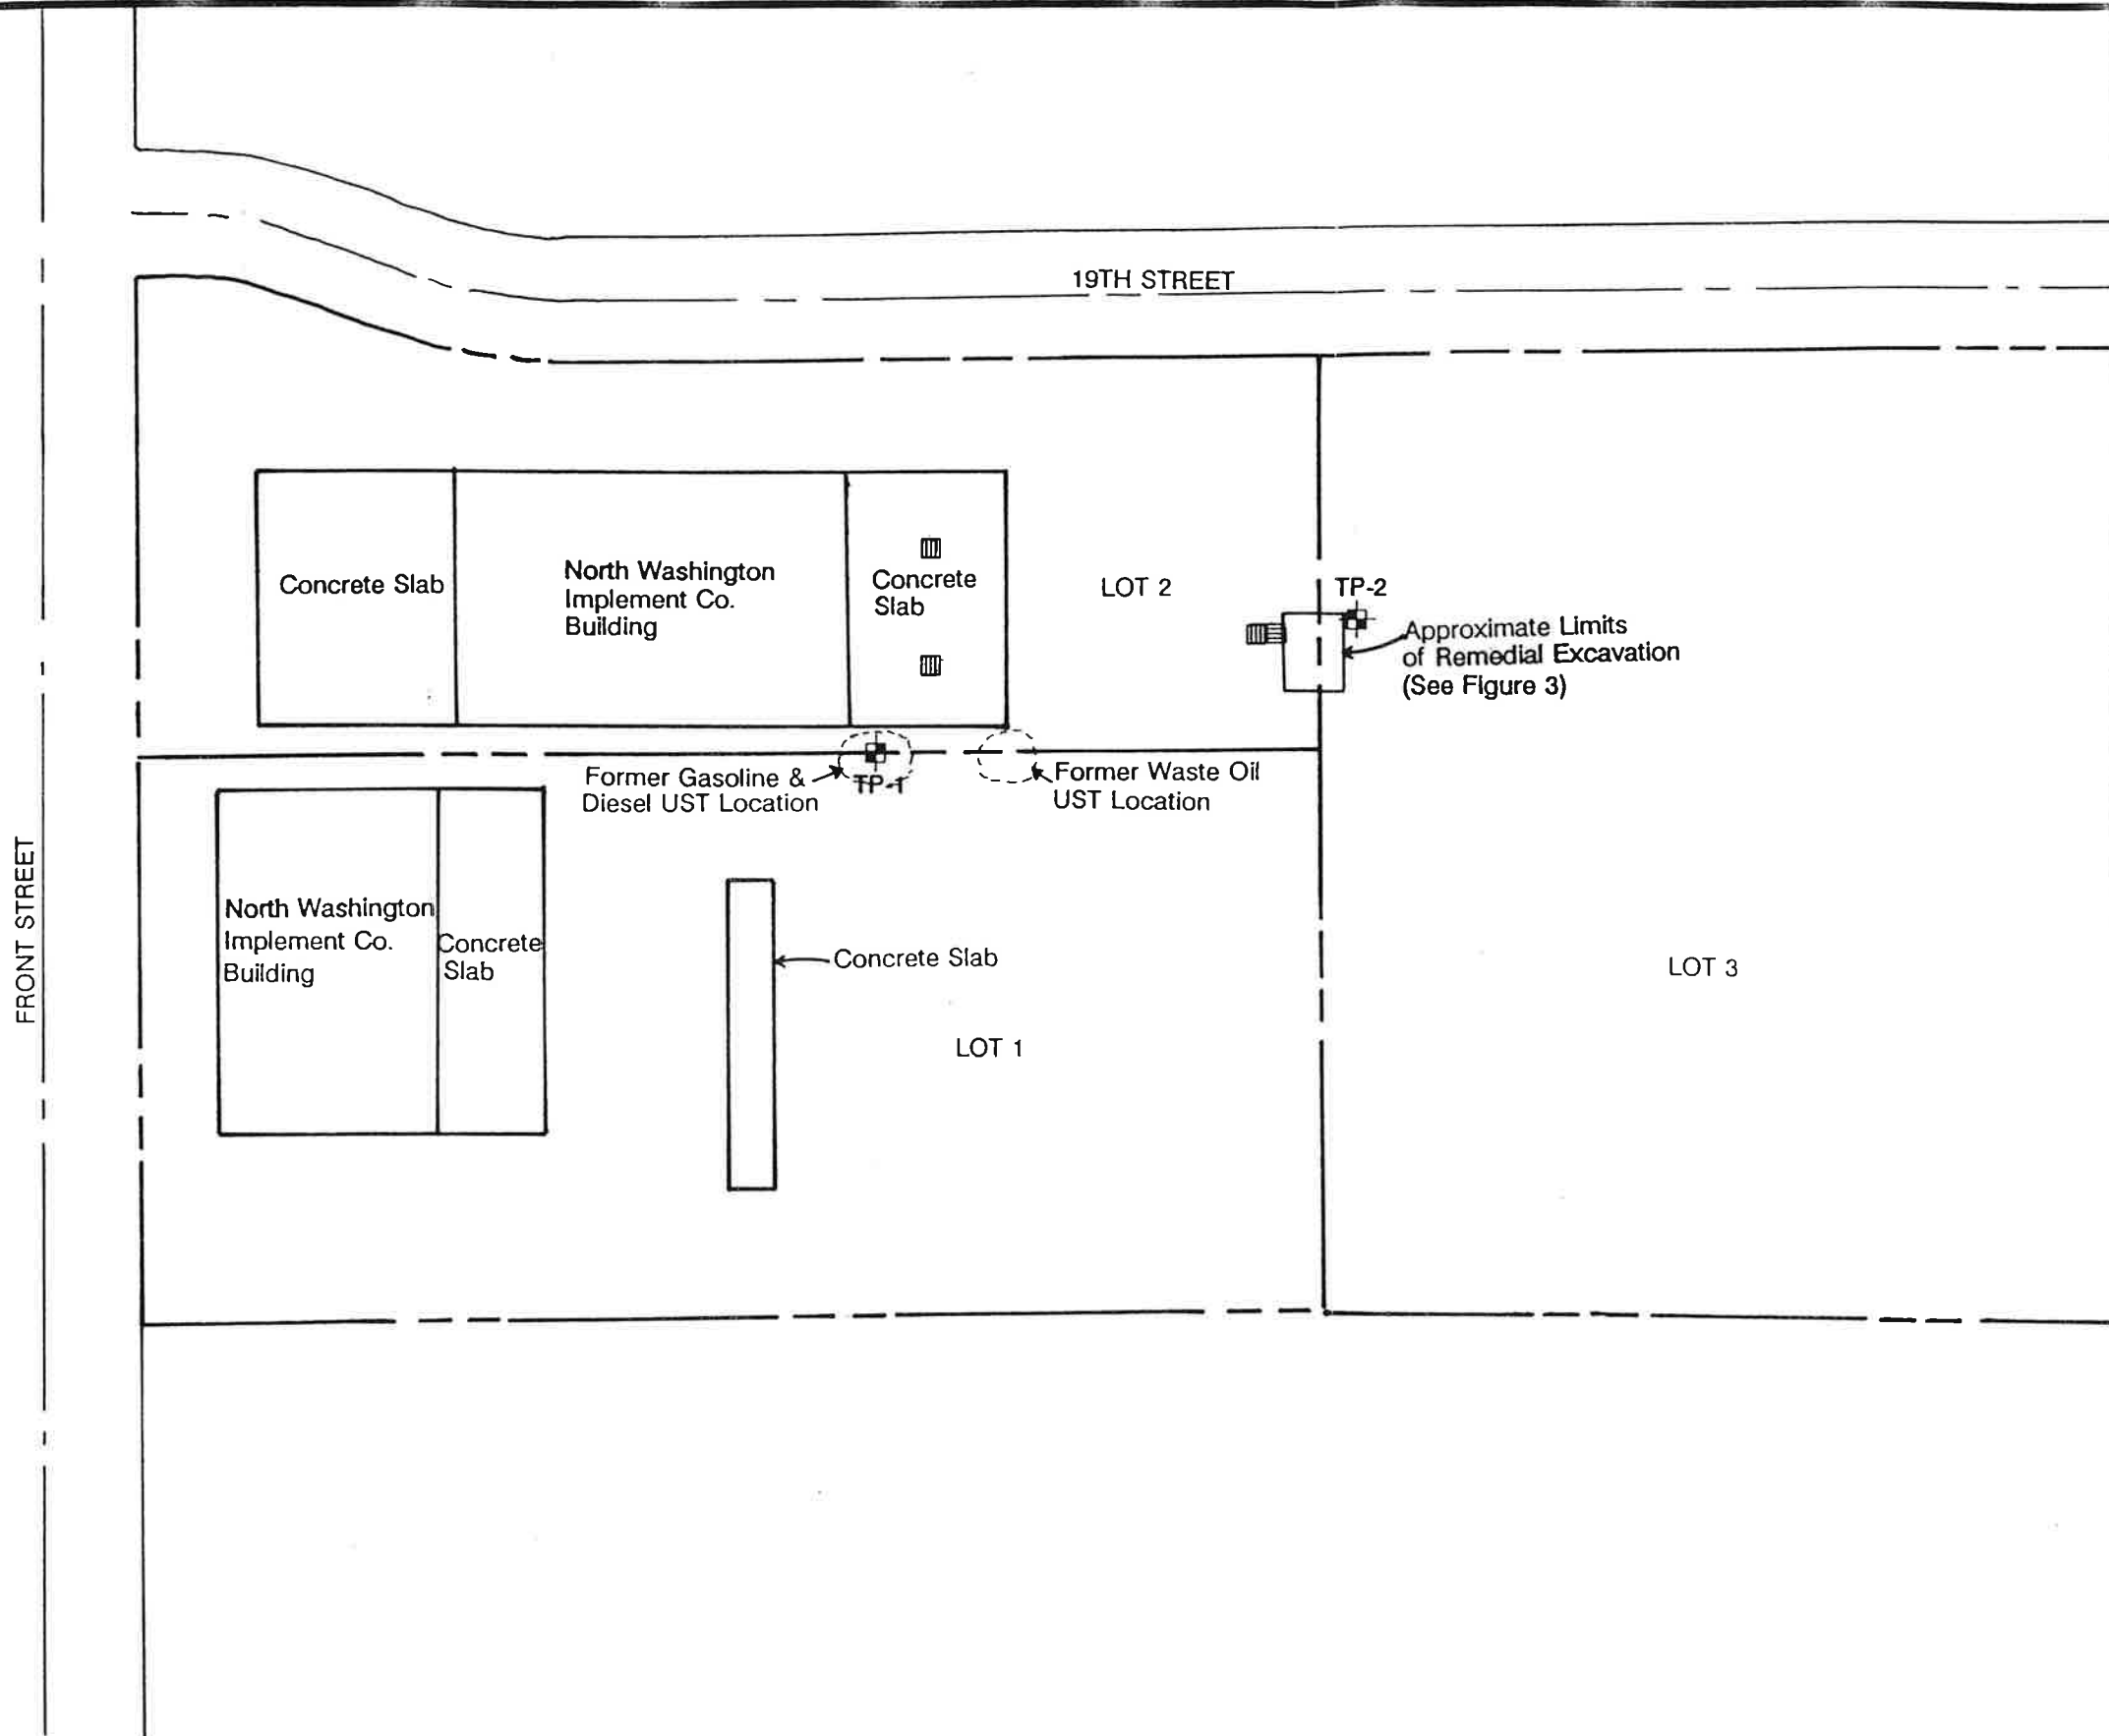 19TH STREET
Concrete Slab
North Washington
Implement Co.
Building
Concrete
Slab
LOT 2
TP-2
Approximate Limits
of Remedial Excavation
(See Figure 3)
Former Gasoline &
Diesel UST Location
TP-1
Former Waste Oil
UST Location
FRONT STREET
North Washington
Implement Co.
Building
Concrete
Slab
Concrete Slab
LOT 1
LOT 3